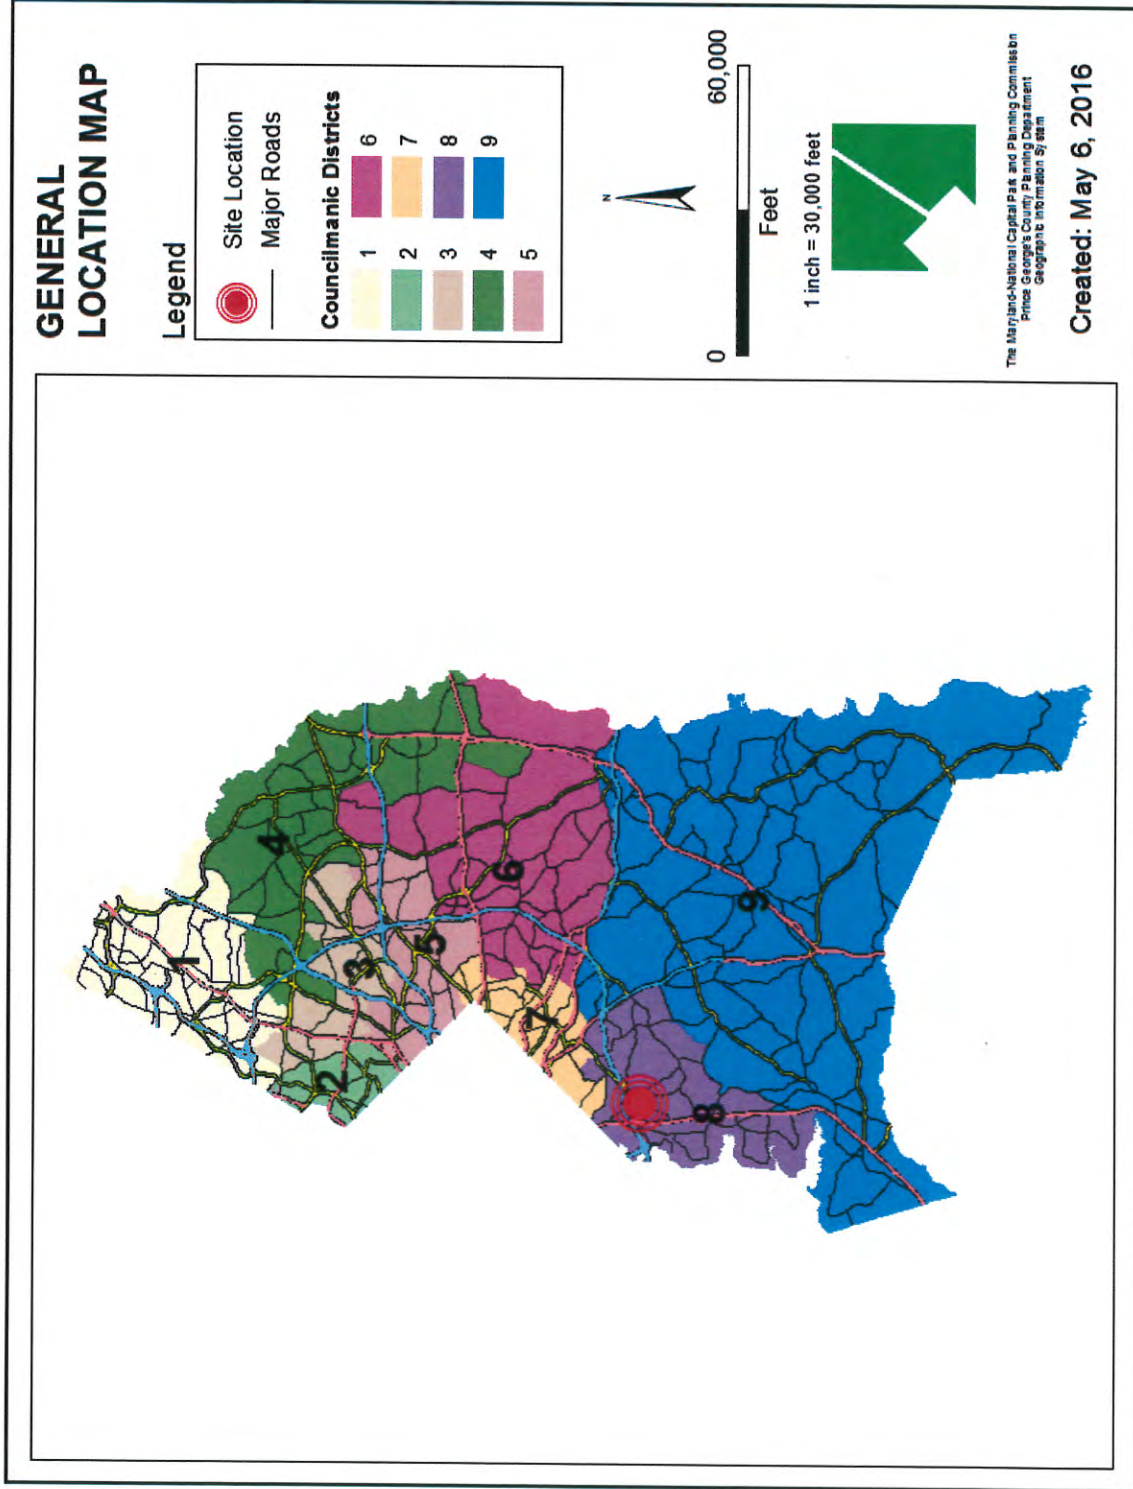 GENERAL
LOCATION MAP
Legend
Site Location
Major Roads
Councilmanic Districts
1
6
2
7
3
8
4
9
5
N
0
60,000
Feet
1 inch = 30,000 feet
The Maryland-National Capital Park and Planning Commission
Prince George's County Planning Department
Geographic Information System
Created: May 6, 2016
1
4
2
3
5
6
7
8
9